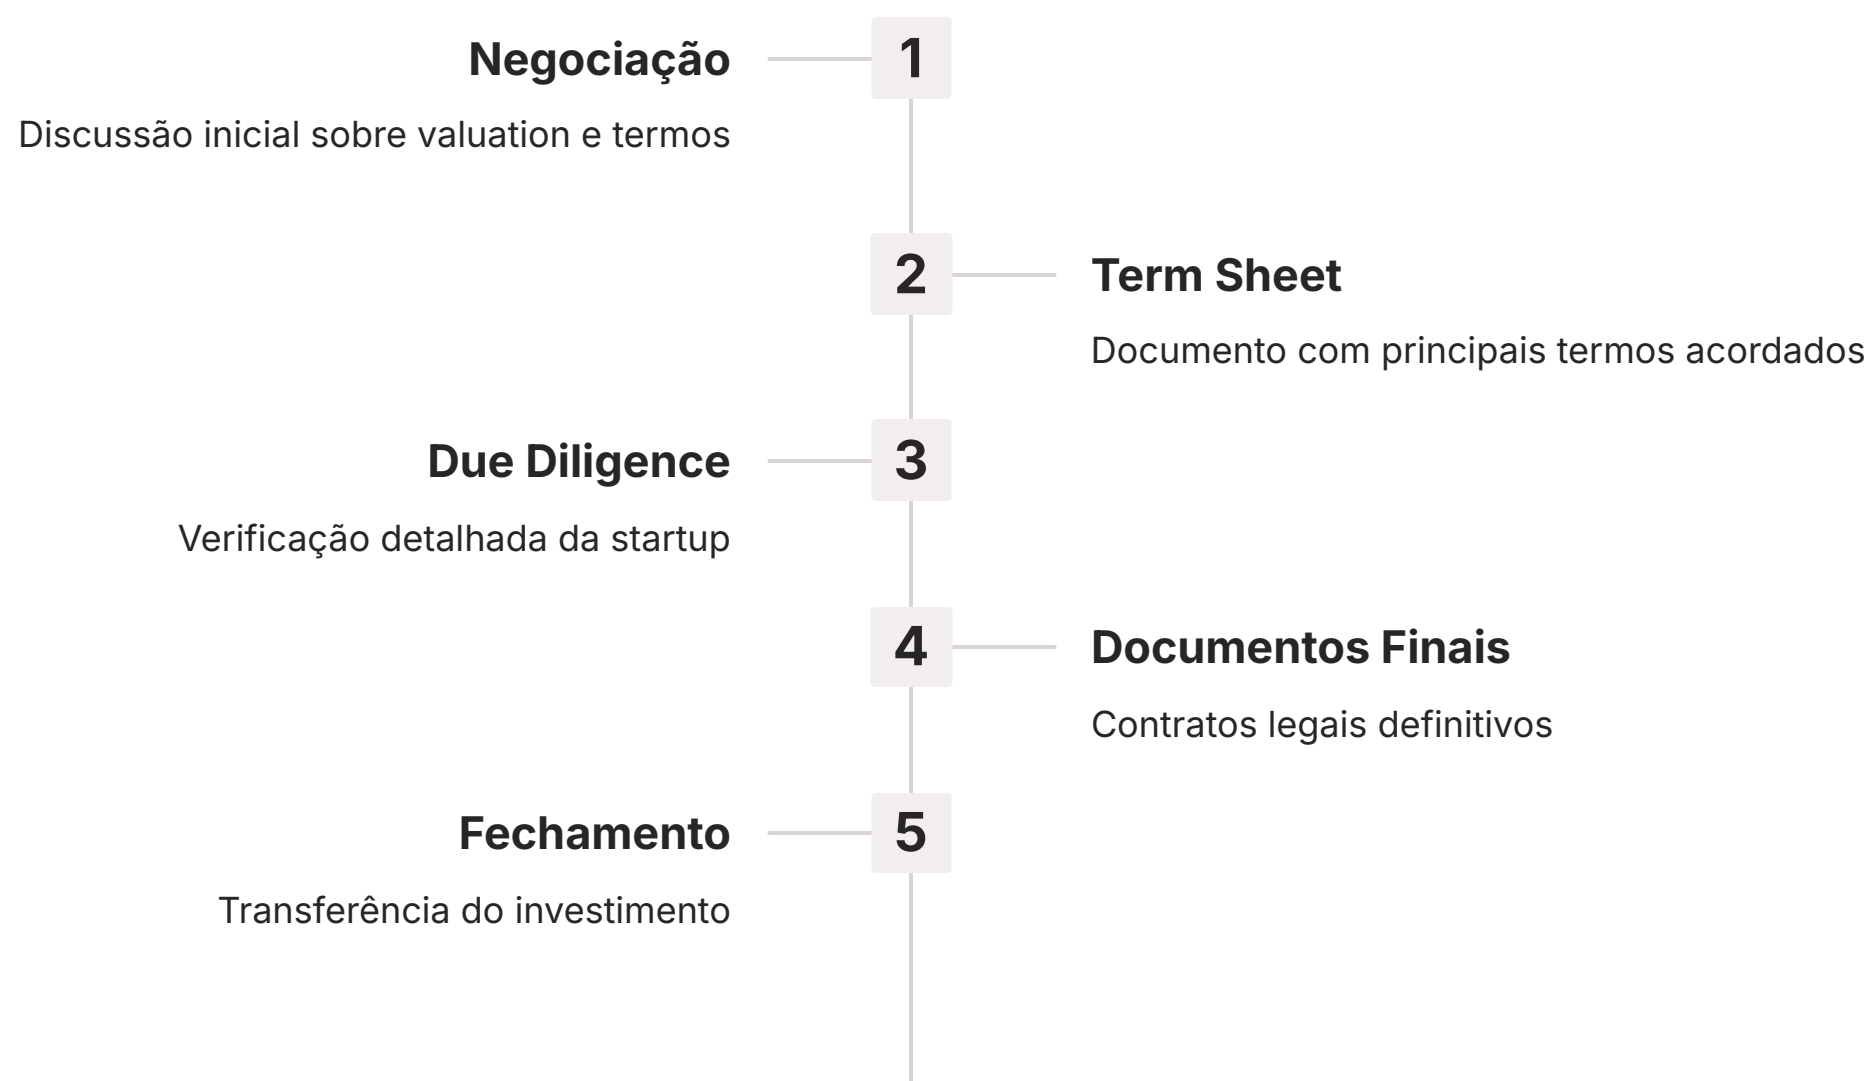 Negociação
1
Discussão inicial sobre valuation e termos
2
Term Sheet
Documento com principais termos acordados
Due Diligence
3
Verificação detalhada da startup
4
Documentos Finais
Contratos legais definitivos
Fechamento
5
Transferência do investimento